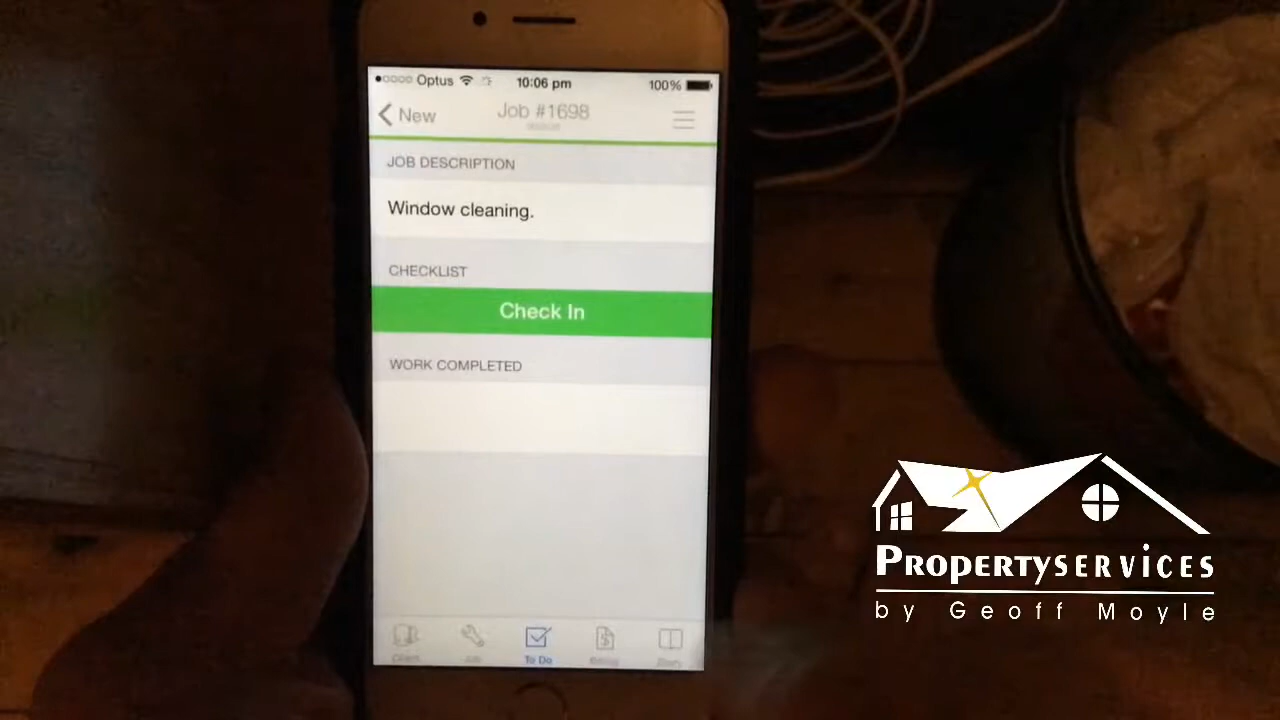 Optus 10:06 pm 100%
New Job #1698
JOB DESCRIPTION
Window cleaning.
CHECKLIST
Check In
WORK COMPLETED
To Do
PROPERTYSERVICES
by Geoff Moyle